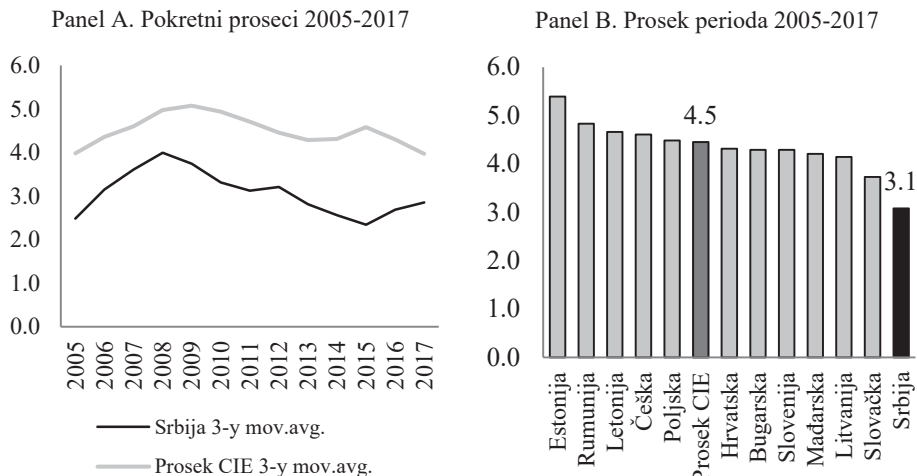 Panel A. Pokretni proseci 2005-2017
6.0
5.0
4.0
3.0
2.0
1.0
0.0
2005
2006
2007
2008
2009
2010
2011
2012
2013
2014
2015
2016
2017
Srbija 3-y mov.avg.
Prosek CIE 3-y mov.avg.
Panel B. Prosek perioda 2005-2017
6.0
5.0
4.0
3.0
2.0
1.0
0.0
4.5
3.1
Estonija
Rumunija
Letonija
Češka
Poljska
Prosek CIE
Hrvatska
Bugarska
Slovenija
Mađarska
Litvanija
Slovačka
Srbija